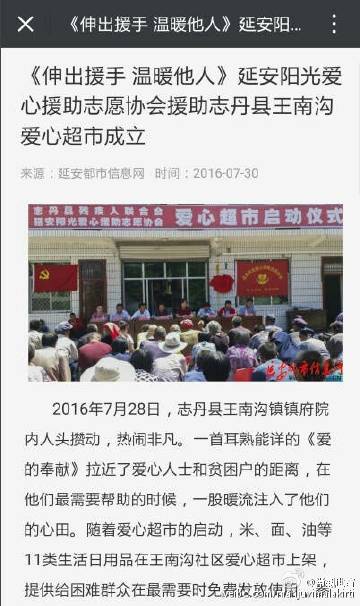 《伸出援手 温暖他人》延安阳...
《伸出援手 温暖他人》延安阳光爱
心援助志愿协会援助志丹县王南沟
爱心超市成立
来源：延安都市信息网 时间：2016-07-30
志丹县残疾人联合会
延安阳光爱心援助志愿协会
爱心超市启动仪式
延安都市信息网
2016年7月28日，志丹县王南沟镇镇府院
内人头攒动，热闹非凡。一首耳熟能详的《爱
的奉献》拉近了爱心人士和贫困户的距离，在
他们最需要帮助的时候，一股暖流注入了他们
的心田。随着爱心超市的启动，米、面、油等
11类生活日用品在王南沟社区爱心超市上架，
提供给困难群众在最需要时免费发放使用。